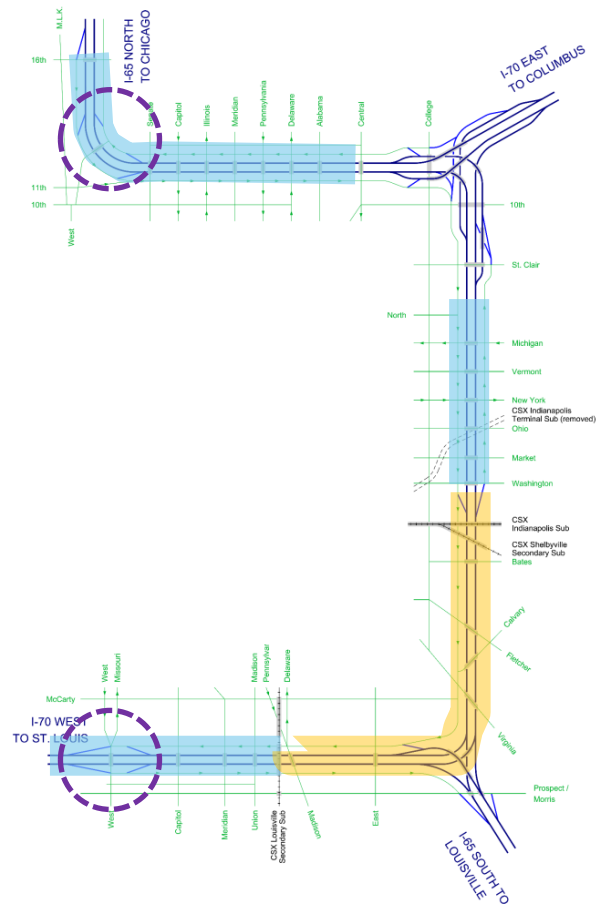 M.L.K.
I-65 NORTH
TO CHICAGO
I-70 EAST
TO COLUMBUS
16th
Capitol
Illinois
Meridian
Pennsylvania
Delaware
Alabama
Central
College
11th
10th
West
10th
St. Clair
North
Michigan
Vermont
New York
CSX Indianapolis
Terminal Sub (removed)
Ohio
Market
Washington
CSX
Indianapolis Sub
CSX Shelbyville
Secondary Sub
Bates
Calvary
Fletcher
Virginia
West
Missouri
Madison
Pennsylvar
Delaware
McCarty
I-70 WEST
TO ST. LOUIS
West
Capitol
Meridian
Union
CSX Louisville
Secondary Sub
Madison
East
Prospect /
Morris
I-65 SOUTH TO
LOUISVILLE